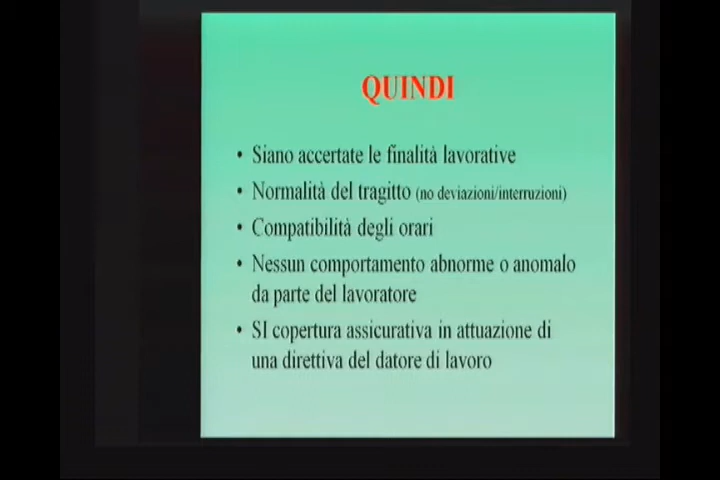 QUINDI
• Siano accertate le finalità lavorative
• Normalità del tragitto (no deviazioni/interruzioni)
• Compatibilità degli orari
• Nessun comportamento abnorme o anomalo
da parte del lavoratore
• SI copertura assicurativa in attuazione di
una direttiva del datore di lavoro